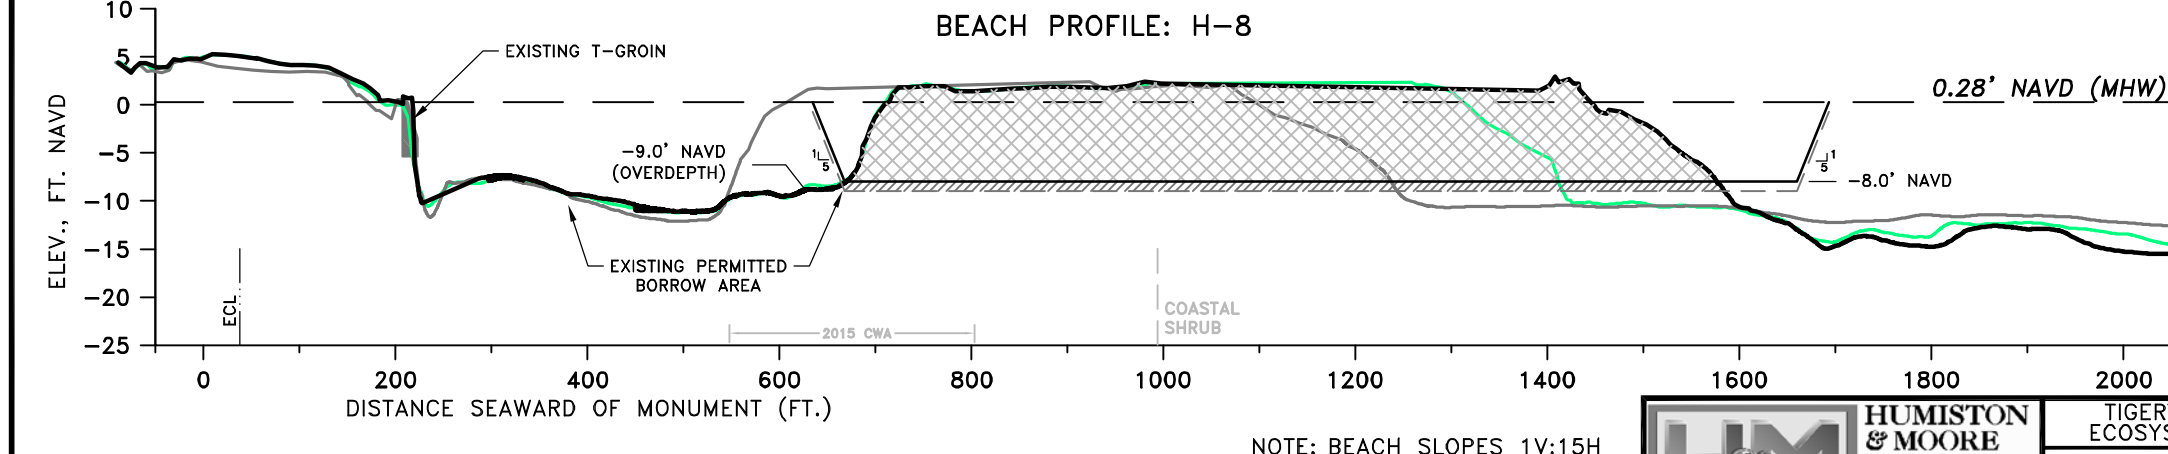 BEACH PROFILE: H-8
10
5
0
-5
-10
-15
-20
-25
ELEV., FT. NAVD
EXISTING T-GROIN
0.28' NAVD (MHW)
-9.0' NAVD
(OVERDEPTH)
1
5
1
5
-8.0' NAVD
EXISTING PERMITTED
BORROW AREA
ECL
2015 CWA
COASTAL
SHRUB
0 200 400 600 800 1000 1200 1400 1600 1800 2000
DISTANCE SEAWARD OF MONUMENT (FT.)
NOTE: BEACH SLOPES 1V:15H
HUMISTON
& MOORE
TIGER
ECOSYS